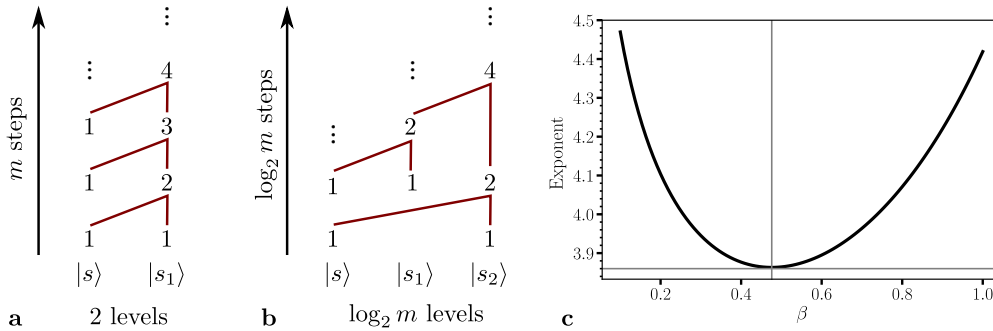 m steps
⋮
⋮ 4
1 3
1 2
1 1
|s⟩ |s₁⟩
a 2 levels
log₂ m steps
⋮
⋮ 4
⋮ 2
1 1 2
1 1
|s⟩ |s₁⟩ |s₂⟩
b log₂ m levels
Exponent
4.5
4.4
4.3
4.2
4.1
4.0
3.9
0.2 0.4 0.6 0.8 1.0
β
c